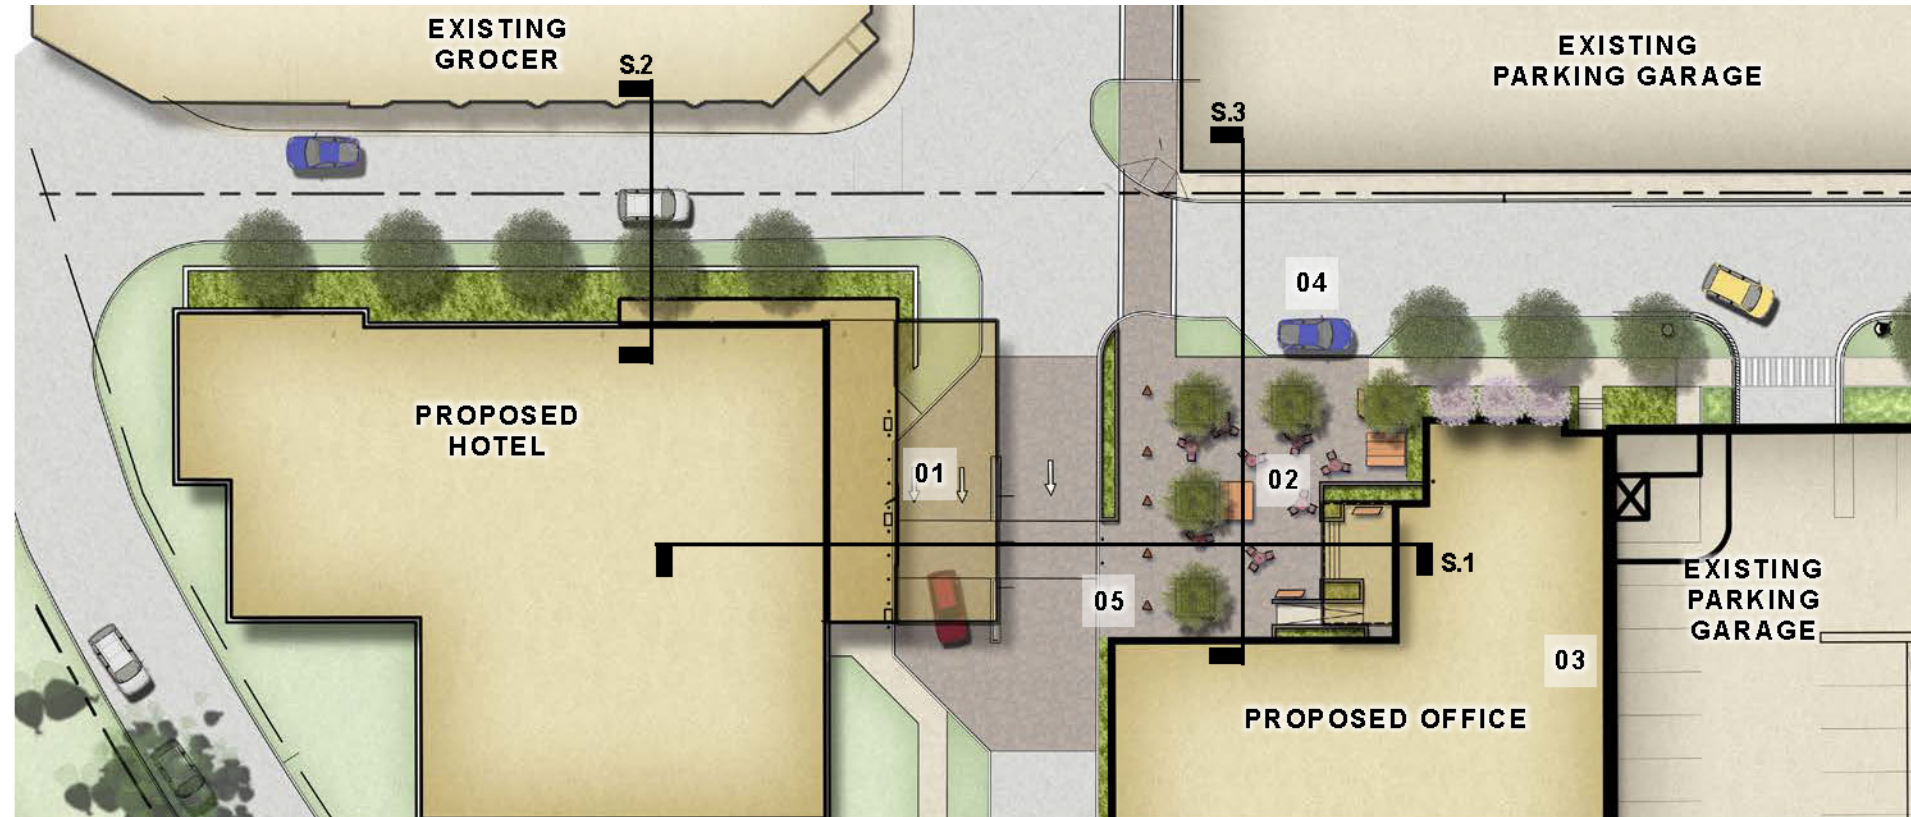 EXISTING
GROCER
S.2
EXISTING
PARKING GARAGE
S.3
04
PROPOSED
HOTEL
01
02
S.1
05
EXISTING
PARKING
GARAGE
03
PROPOSED OFFICE